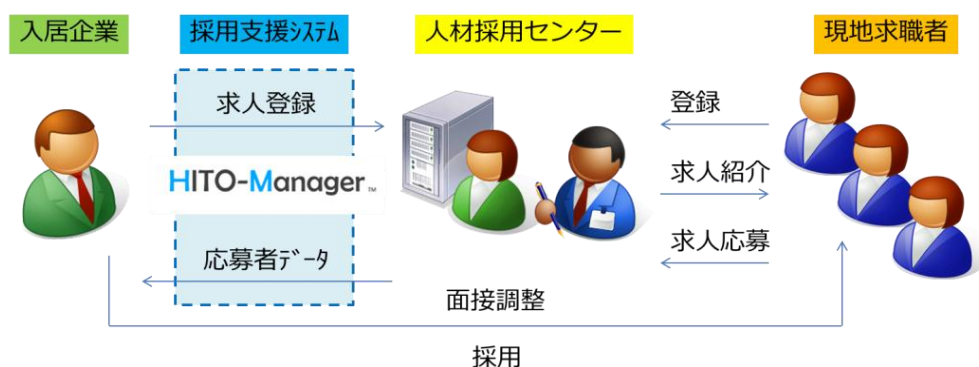 入居企業
採用支援ｼｽﾃﾑ
人材採用センター
現地求職者
求人登録
登録
HITO-Manager™
求人紹介
応募者ﾃﾞｰﾀ
求人応募
面接調整
採用